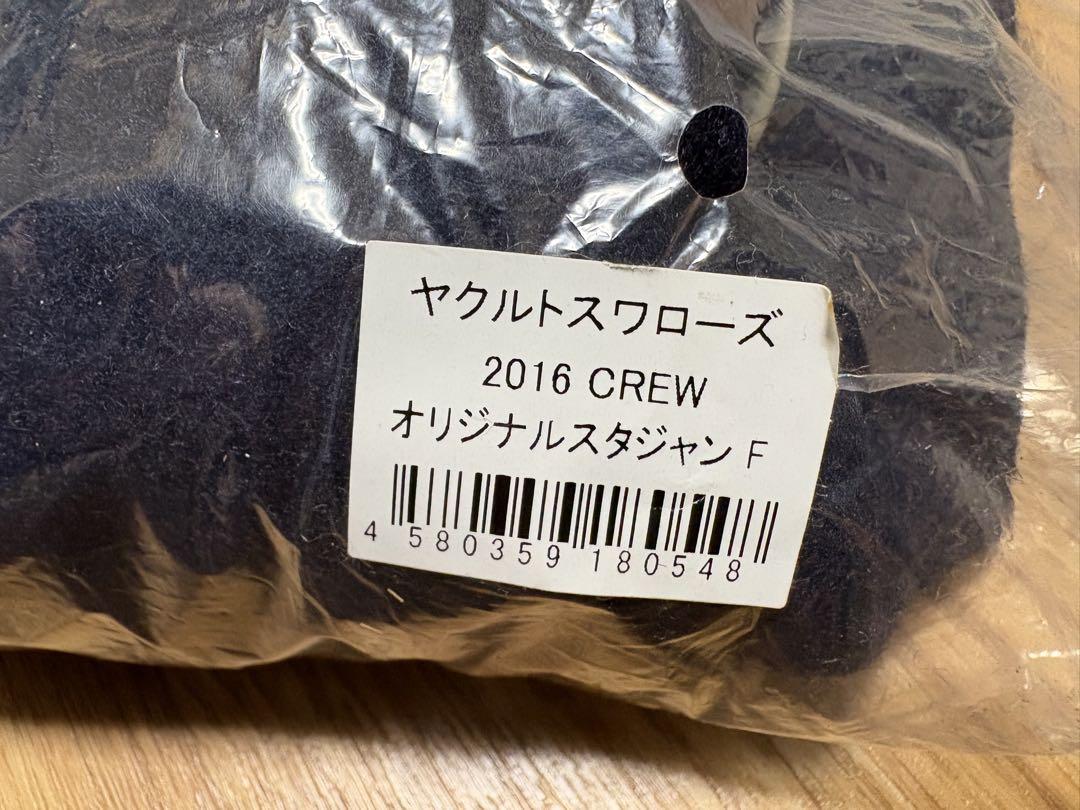 ヤクルトスワローズ
2016 CREW
オリジナルスタジャン F
4 580359 180548